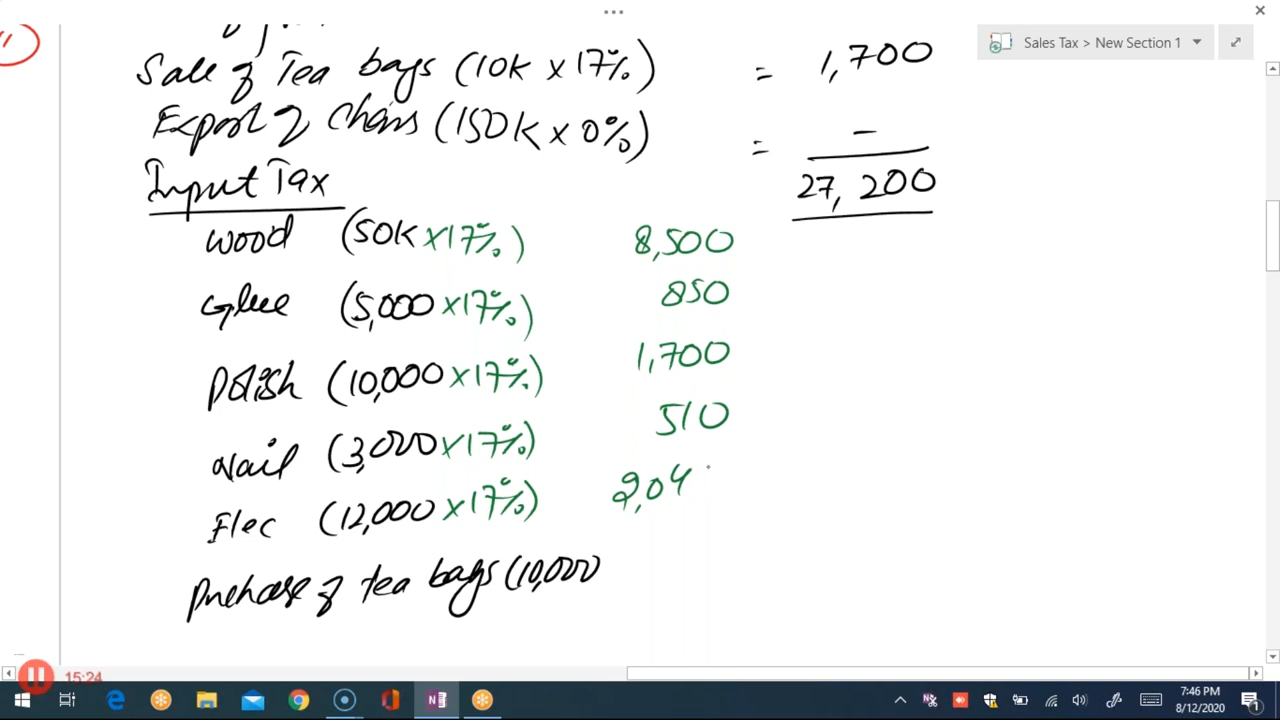 Sales Tax > New Section 1
Sale of Tea bags (10K x 17%) = 1,700
Export of Chairs (150K x 0%) = -
27,200
Input Tax
Wood (50K x 17%) 8,500
Glue (5,000 x 17%) 850
Polish (10,000 x 17%) 1,700
Nail (3,000 x 17%) 510
Elec (12,000 x 17%) 2,04
Purchase of tea bags (10,000
15:24
7:46 PM
8/12/2020